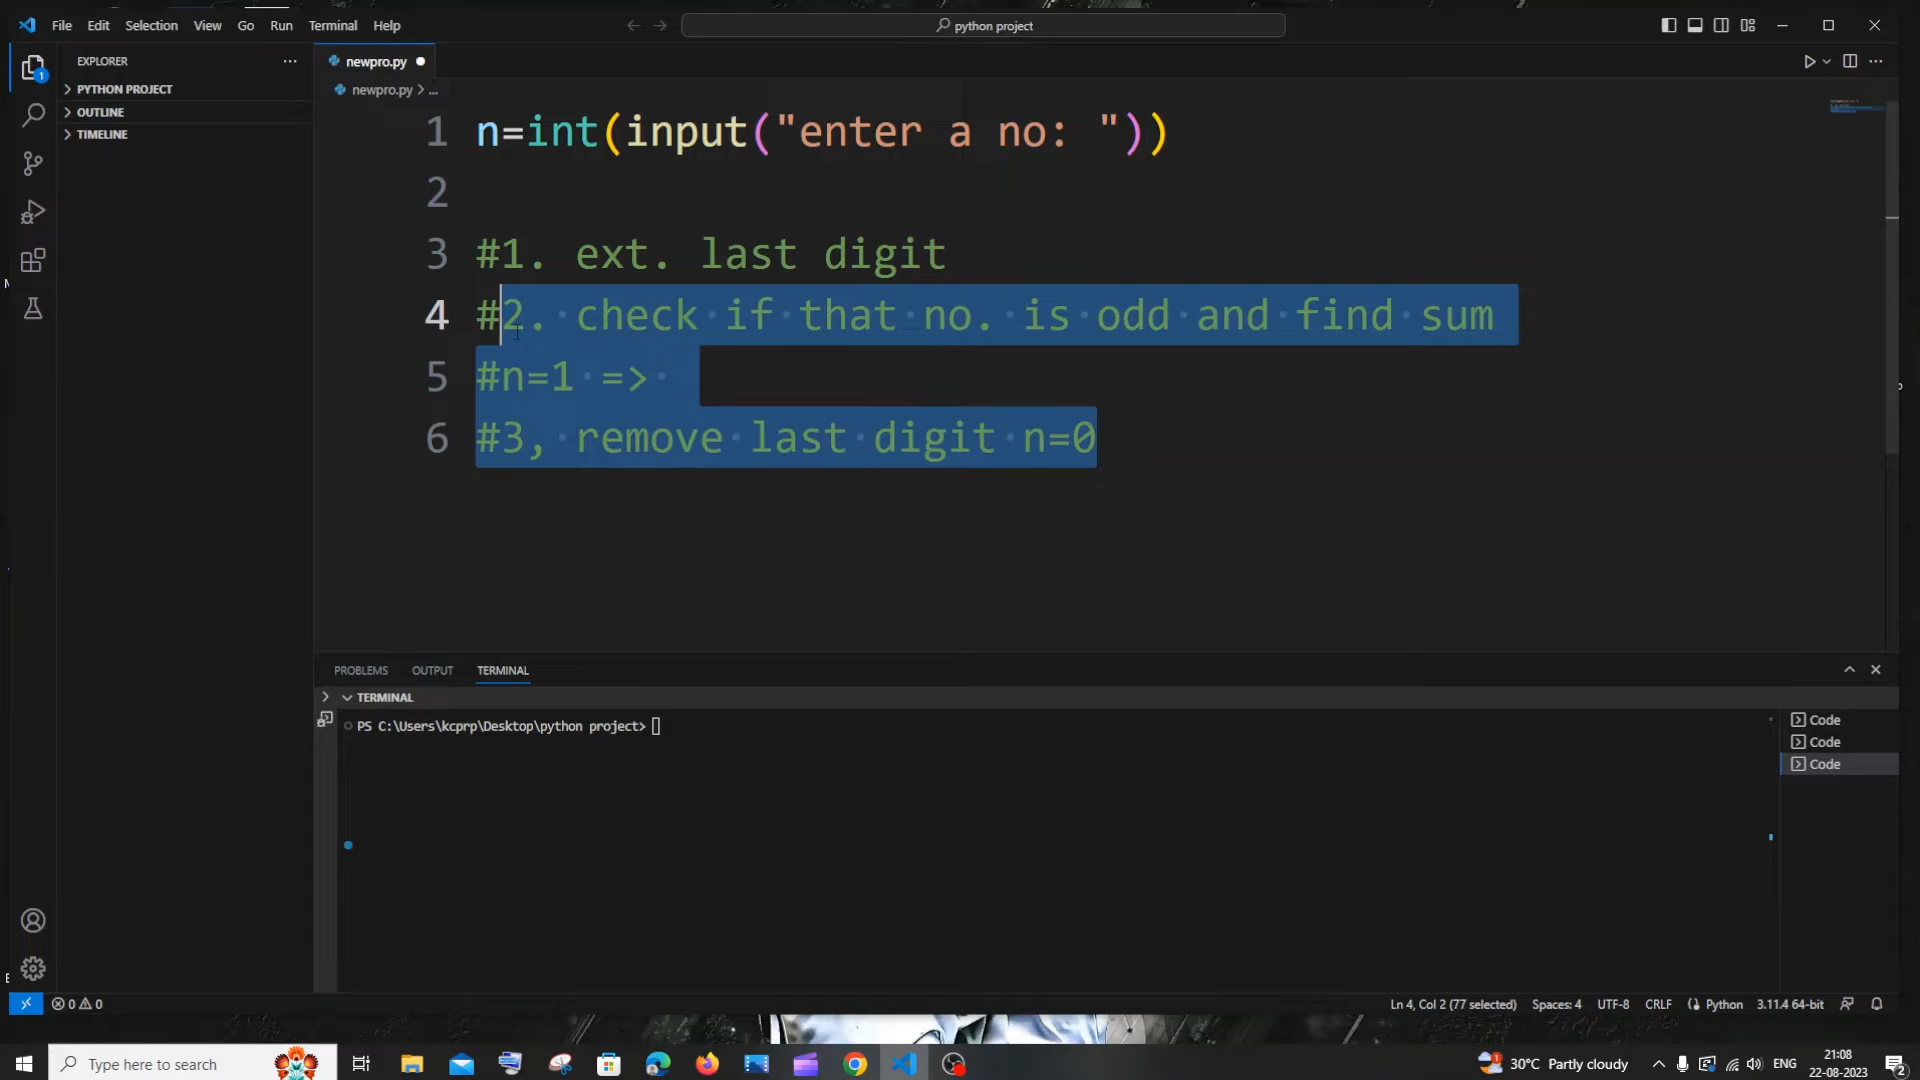 File Edit Selection View Go Run Terminal Help
python project
EXPLORER
newpro.py
PYTHON PROJECT
newpro.py > ...
OUTLINE
TIMELINE
1 n=int(input("enter a no: "))
2
3 #1. ext. last digit
4 #2. check if that no. is odd and find sum
5 #n=1 =>
6 #3, remove last digit n=0
PROBLEMS OUTPUT TERMINAL
TERMINAL
PS C:\Users\kcprp\Desktop\python project>
Code
Code
Code
0 0
Ln 4, Col 2 (77 selected) Spaces: 4 UTF-8 CRLF Python 3.11.4 64-bit
Type here to search
30°C Partly cloudy
ENG
21:08
22-08-2023